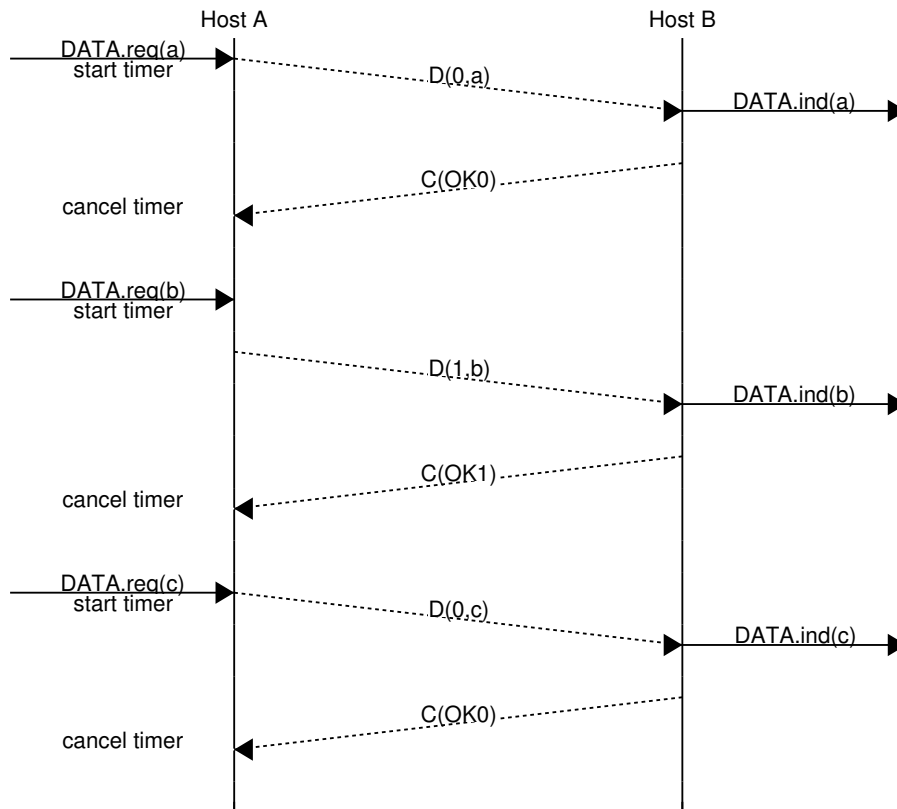 Host A
Host B
DATA.req(a)
start timer
D(0,a)
DATA.ind(a)
C(OK0)
cancel timer
DATA.req(b)
start timer
D(1,b)
DATA.ind(b)
C(OK1)
cancel timer
DATA.req(c)
start timer
D(0,c)
DATA.ind(c)
C(OK0)
cancel timer